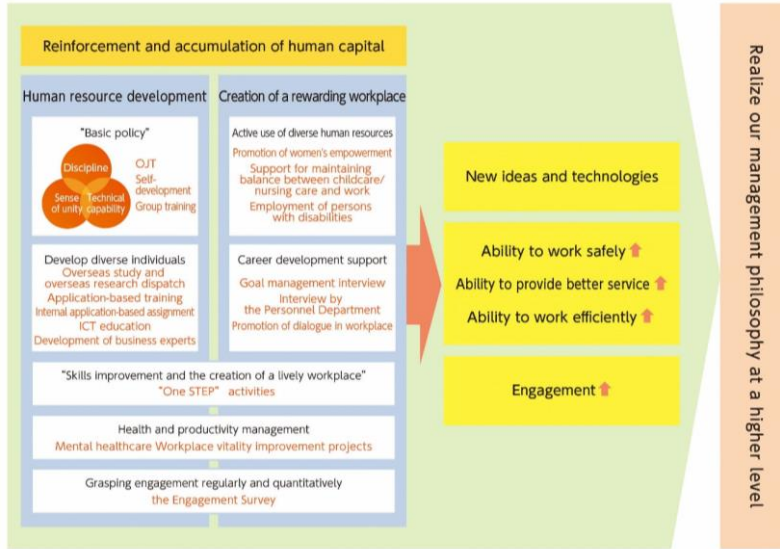 Reinforcement and accumulation of human capital
Human resource development
"Basic policy"
Discipline
Sense
of unity
Technical
capability
OJT
Self-
development
Group training
Develop diverse individuals
Overseas study and
overseas research dispatch
Application-based training
Internal application-based assignment
ICT education
Development of business experts
Creation of a rewarding workplace
Active use of diverse human resources
Promotion of women's empowerment
Support for maintaining
balance between childcare/
nursing care and work
Employment of persons
with disabilities
Career development support
Goal management interview
Interview by
the Personnel Department
Promotion of dialogue in workplace
"Skills improvement and the creation of a lively workplace"
"One STEP" activities
Health and productivity management
Mental healthcare Workplace vitality improvement projects
Grasping engagement regularly and quantitatively
the Engagement Survey
New ideas and technologies
Ability to work safely
Ability to provide better service
Ability to work efficiently
Engagement
Realize our management philosophy at a higher level